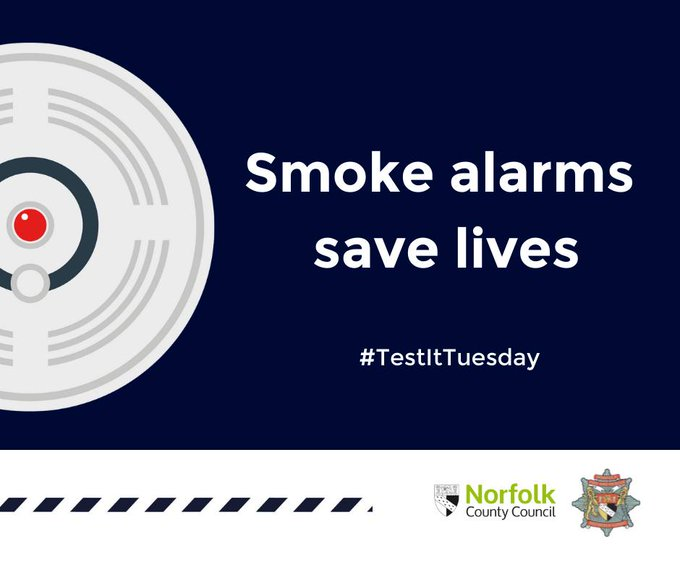 Smoke alarms
save lives
#TestItTuesday
Norfolk
County Council